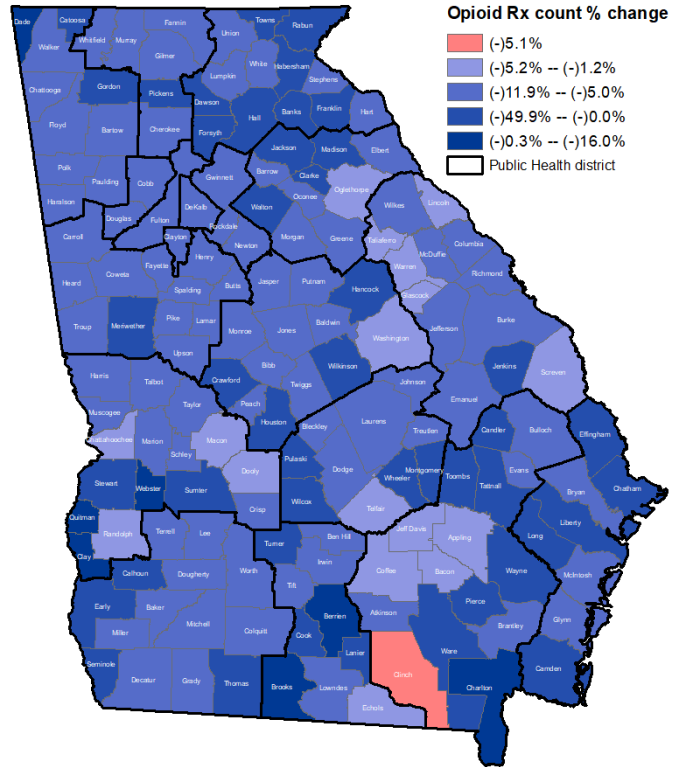 Opioid Rx count % change
(-)5.1%
(-)5.2% -- (-)1.2%
(-)11.9% -- (-)5.0%
(-)49.9% -- (-)0.0%
(-)0.3% -- (-)16.0%
Public Health district
Dade
Catoosa
Fannin
Towns
Rabun
Walker
Whitfield
Murray
Union
Gilmer
White
Habersham
Lumpkin
Stephens
Chattooga
Gordon
Pickens
Dawson
Hall
Banks
Franklin
Hart
Floyd
Bartow
Cherokee
Forsyth
Jackson
Madison
Elbert
Polk
Paulding
Cobb
Gwinnett
Barrow
Clarke
Oglethorpe
Haralson
Douglas
Fulton
DeKalb
Walton
Oconee
Wilkes
Lincoln
Carroll
Clayton
Rockdale
Newton
Morgan
Greene
Taliaferro
McDuffie
Columbia
Heard
Coweta
Fayette
Henry
Warren
Richmond
Spalding
Butts
Jasper
Putnam
Hancock
Glascock
Troup
Meriwether
Pike
Lamar
Monroe
Jones
Baldwin
Jefferson
Burke
Upson
Washington
Harris
Talbot
Crawford
Bibb
Twiggs
Wilkinson
Jenkins
Screven
Johnson
Muscogee
Taylor
Peach
Houston
Bleckley
Laurens
Emanuel
Chattahoochee
Marion
Macon
Treutlen
Candler
Bulloch
Effingham
Schley
Pulaski
Dodge
Stewart
Webster
Sumter
Dooly
Wheeler
Montgomery
Toombs
Tattnall
Evans
Bryan
Chatham
Quitman
Crisp
Wilcox
Telfair
Liberty
Randolph
Terrell
Lee
Turner
Ben Hill
Jeff Davis
Appling
Long
Clay
Calhoun
Dougherty
Worth
Irwin
Coffee
Bacon
Wayne
McIntosh
Tift
Early
Baker
Mitchell
Berrien
Atkinson
Pierce
Miller
Colquitt
Cook
Brantley
Glynn
Lanier
Ware
Seminole
Decatur
Grady
Thomas
Brooks
Lowndes
Clinch
Charlton
Camden
Echols